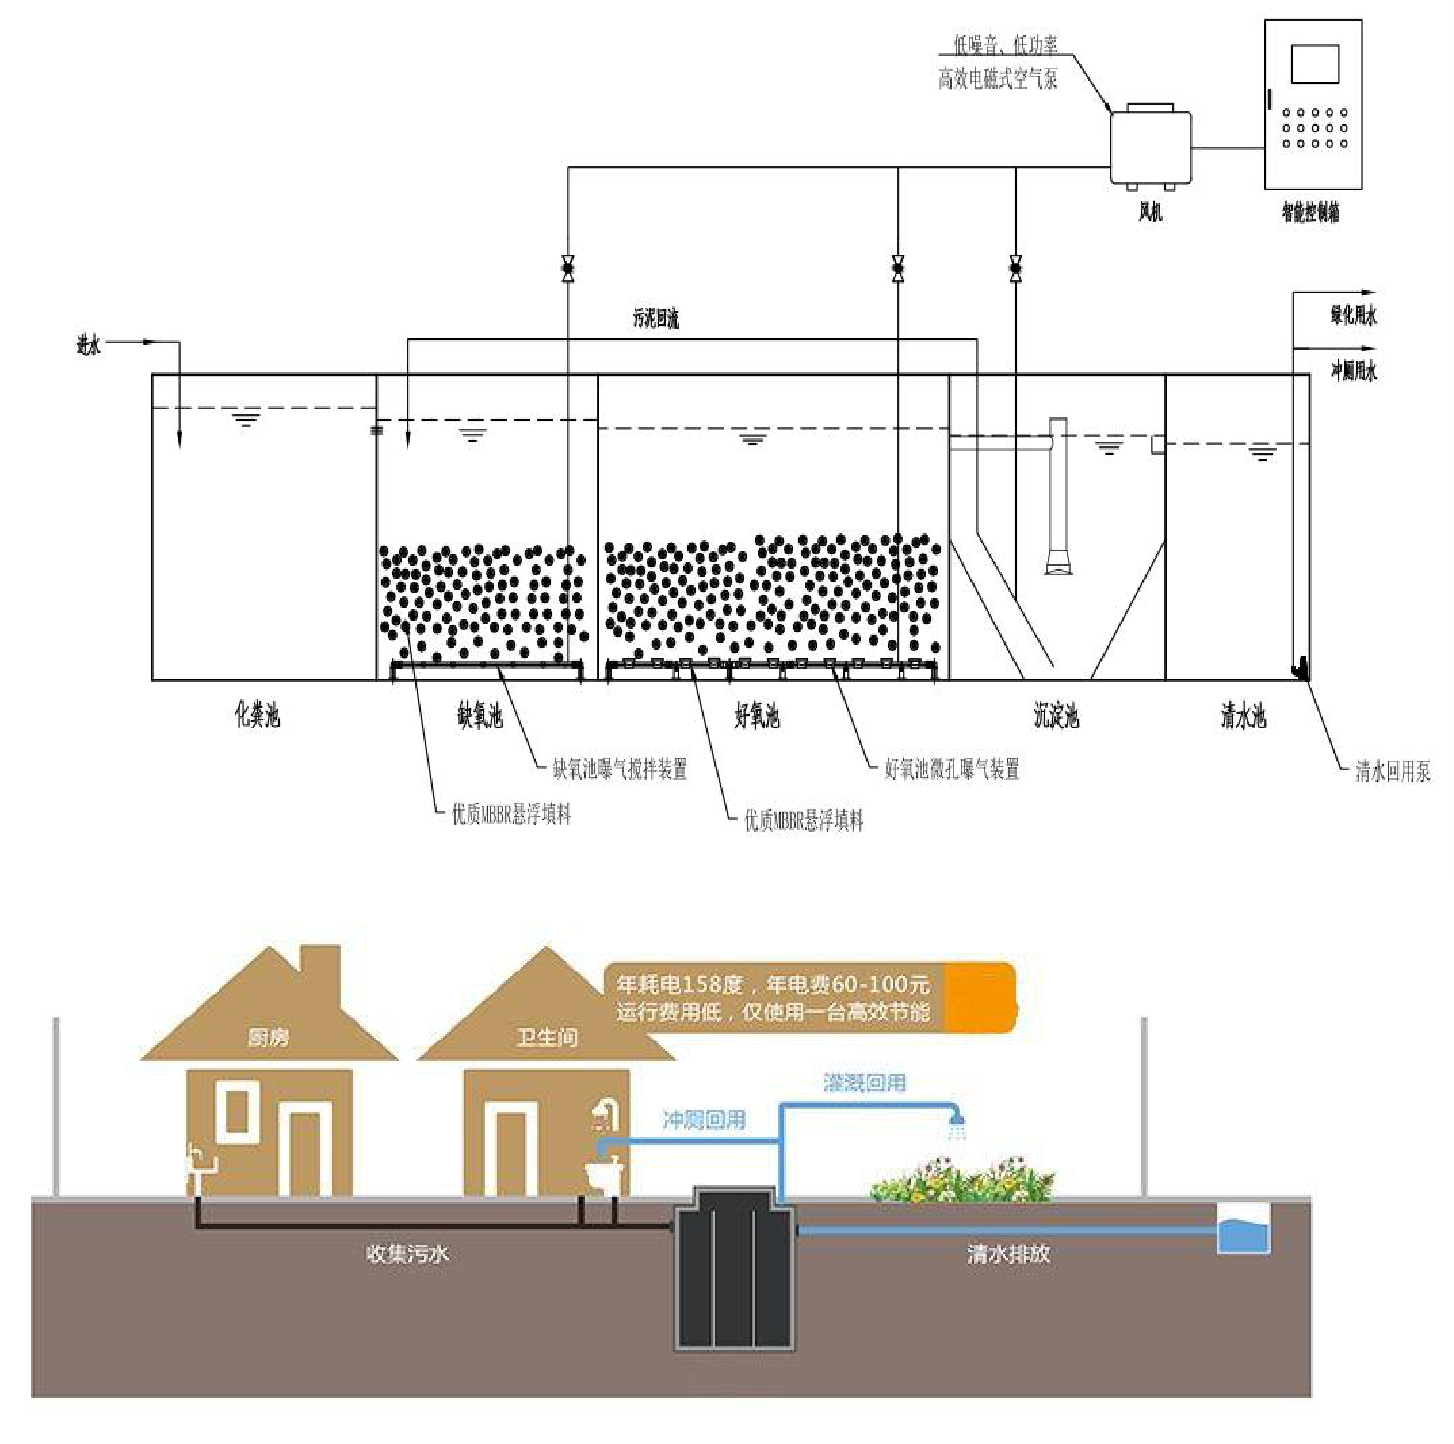 低噪音、低功率
高效电磁式空气泵
风机
智能控制箱
污泥回流
进水
绿化用水
冲厕用水
化粪池
缺氧池
好氧池
沉淀池
清水池
缺氧池曝气搅拌装置
好氧池微孔曝气装置
清水回用泵
优质MBBR悬浮填料
优质MBBR悬浮填料
年耗电158度，年电费60-100元
运行费用低，仅使用一台高效节能
厨房
卫生间
灌溉回用
冲厕回用
收集污水
清水排放